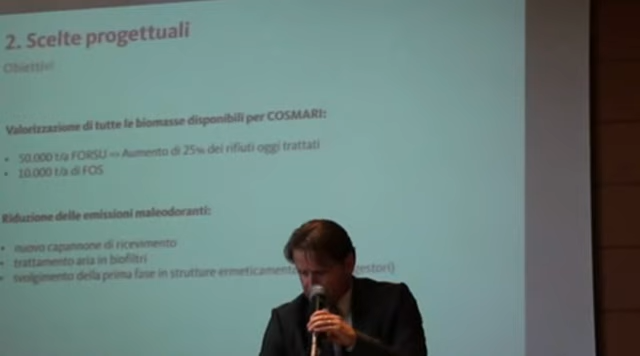 2. Scelte progettuali
Obiettivi
Valorizzazione di tutte le biomasse disponibili per COSMARI:
• 50.000 t/a FORSU => Aumento di 25% dei rifiuti oggi trattati
• 10.000 t/a di FOS
Riduzione delle emissioni maleodoranti:
• nuovo capannone di ricevimento
• trattamento aria in biofiltri
• svolgimento della prima fase in strutture ermeticamente gestori)